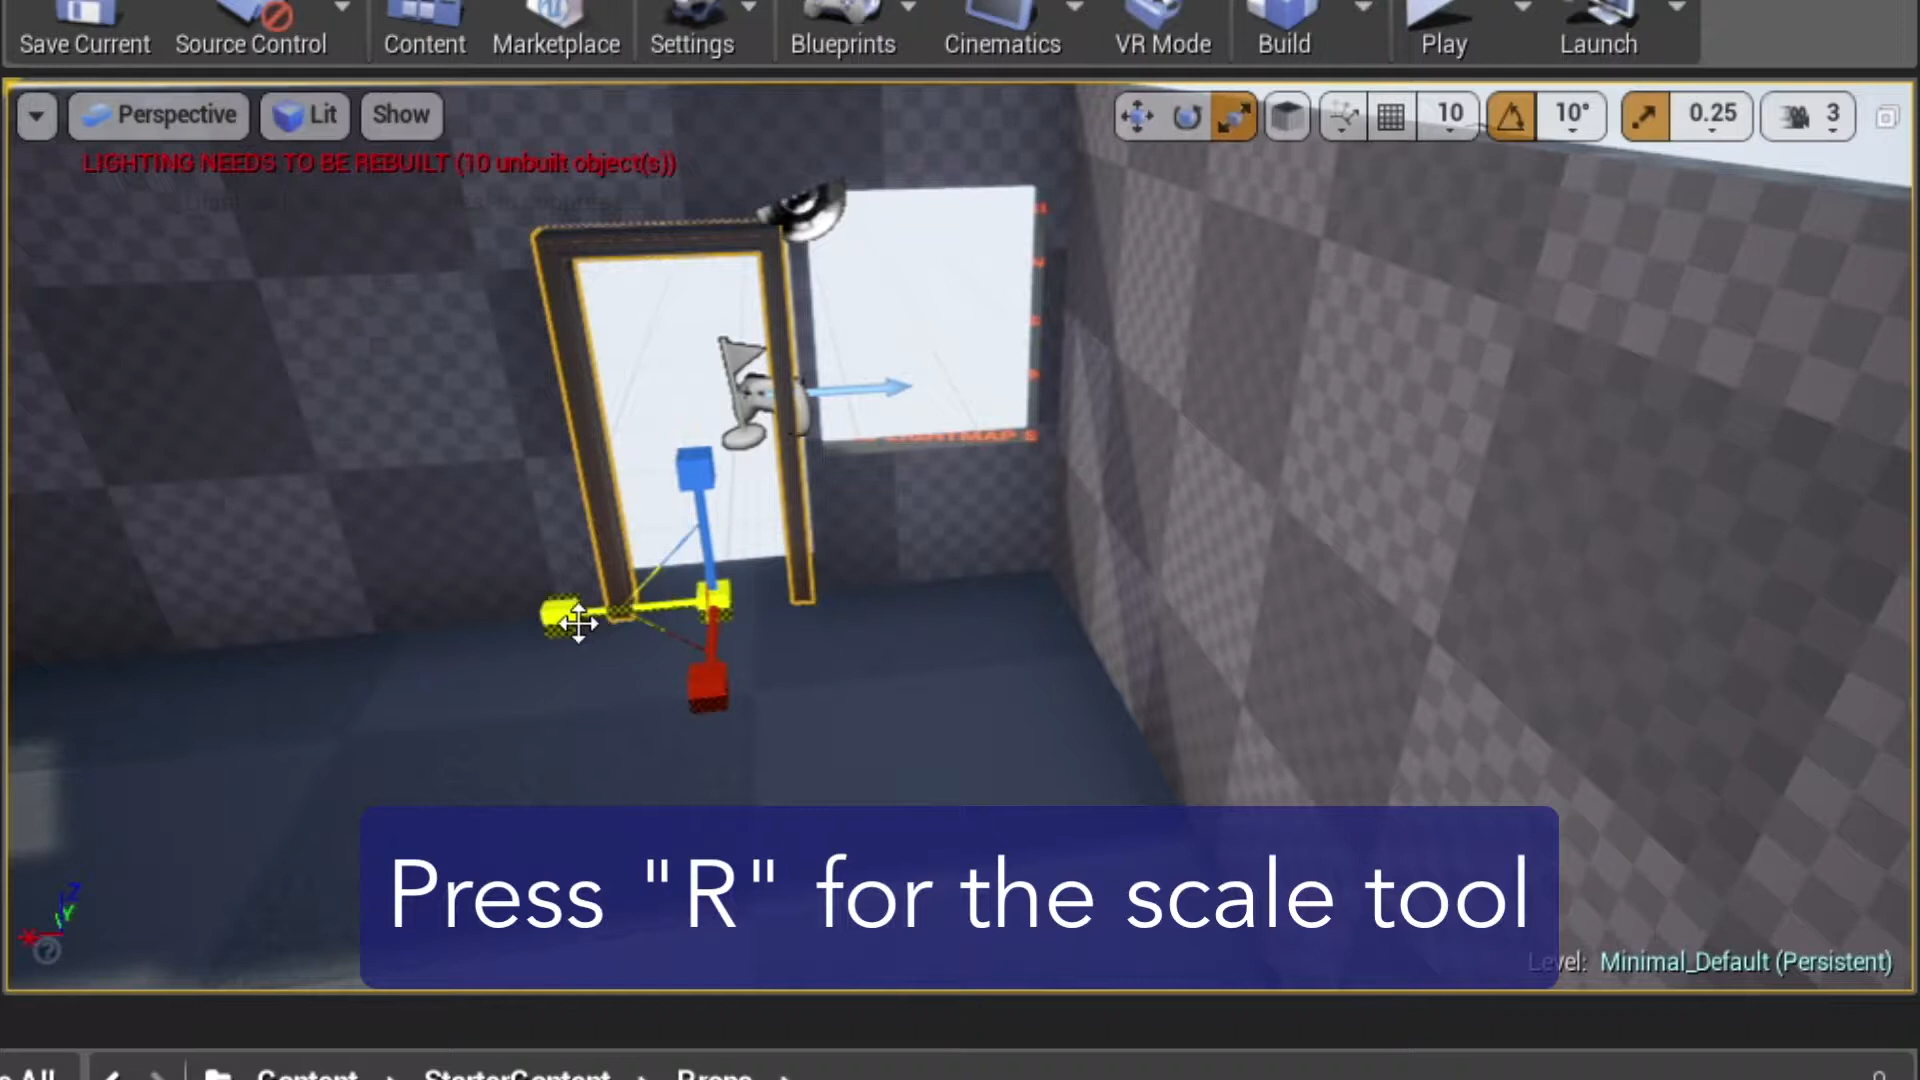 Save Current
Source Control
Content
Marketplace
Settings
Blueprints
Cinematics
VR Mode
Build
Play
Launch
Perspective
Lit
Show
10
10°
0.25
3
LIGHTING NEEDS TO BE REBUILT (10 unbuilt object(s))
LIGHTMAP S
Press "R" for the scale tool
Level: Minimal_Default (Persistent)
Z
Y
X
?
All
Content
StarterContent
Props